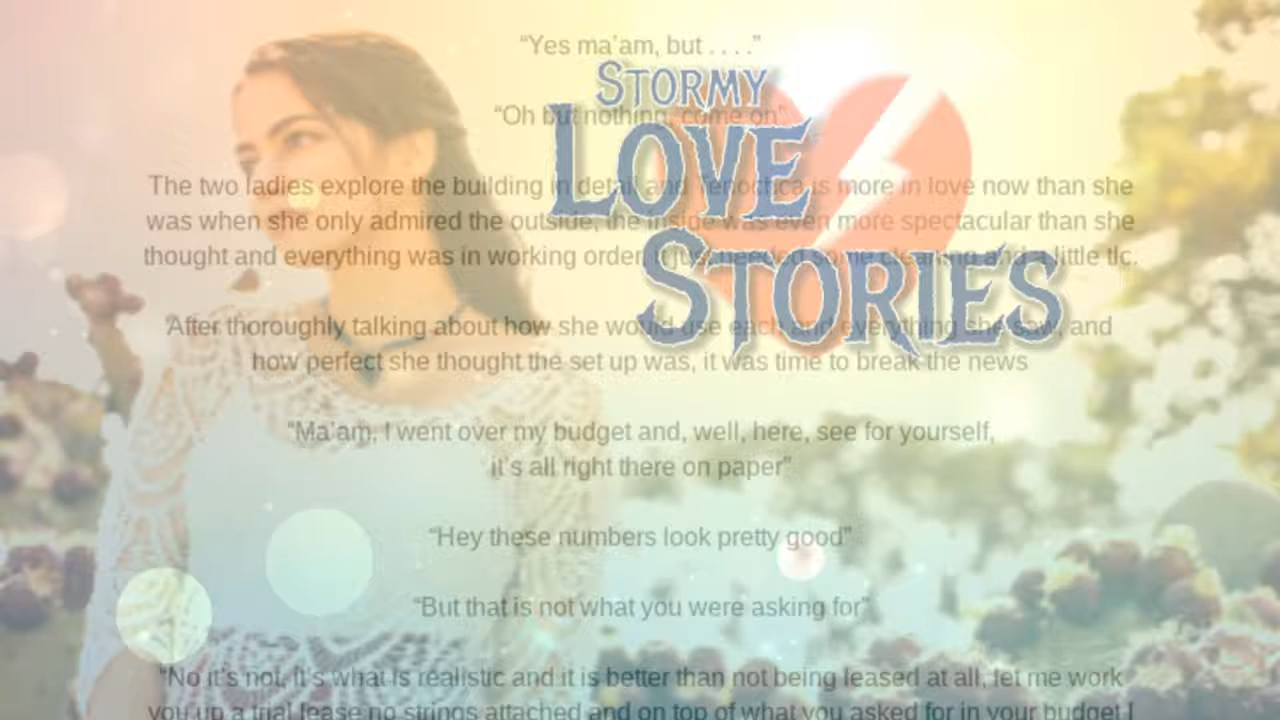 “Yes ma’am, but . . . .”
STORMY
“Oh but nothing, come on”
LOVE
The two ladies explore the building in detail and Tenochca is more in love now than she
was when she only admired the outside, the inside was even more spectacular than she
thought and everything was in working order, it just needed some cleaning and a little tlc.
STORIES
After thoroughly talking about how she would use each and everything she saw, and
how perfect she thought the set up was, it was time to break the news
“Ma’am, I went over my budget and, well, here, see for yourself,
it’s all right there on paper”
“Hey these numbers look pretty good”
“But that is not what you were asking for”
“No it’s not, it’s what is realistic and it is better than not being leased at all, let me work
you up a trial lease no strings attached and on top of what you asked for in your budget I